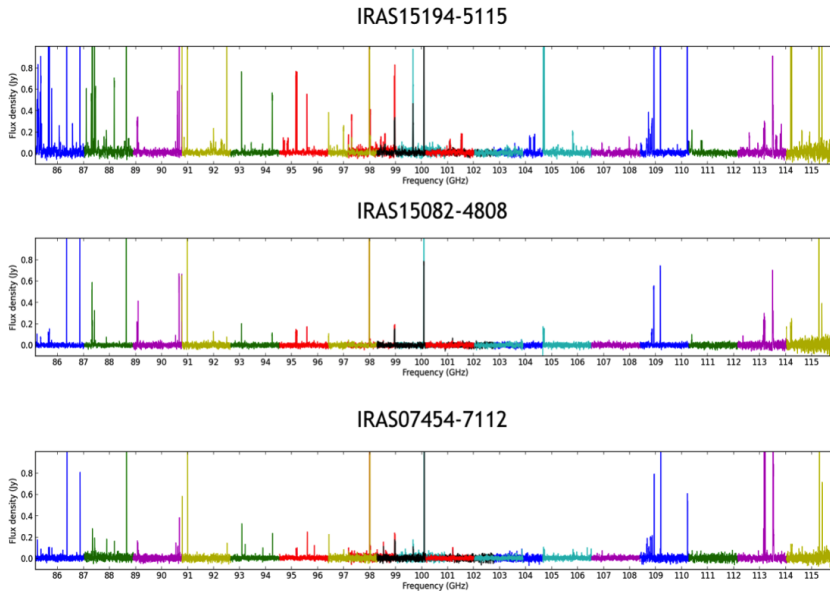 IRAS15194-5115
0.8
0.6
0.4
0.2
0.0
Flux density (Jy)
86 87 88 89 90 91 92 93 94 95 96 97 98 99 100 101 102 103 104 105 106 107 108 109 110 111 112 113 114 115
Frequency (GHz)
IRAS15082-4808
0.8
0.6
0.4
0.2
0.0
Flux density (Jy)
86 87 88 89 90 91 92 93 94 95 96 97 98 99 100 101 102 103 104 105 106 107 108 109 110 111 112 113 114 115
Frequency (GHz)
IRAS07454-7112
0.8
0.6
0.4
0.2
0.0
Flux density (Jy)
86 87 88 89 90 91 92 93 94 95 96 97 98 99 100 101 102 103 104 105 106 107 108 109 110 111 112 113 114 115
Frequency (GHz)